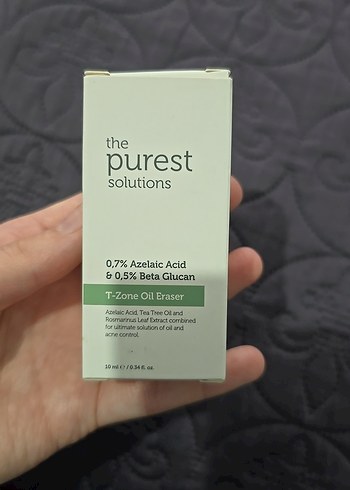 the
purest
solutions
0,7% Azelaic Acid
& 0,5% Beta Glucan
T-Zone Oil Eraser
Azelaic Acid, Tea Tree Oil and
Rosmarinus Leaf Extract combined
for ultimate solution of oil and
acne control.
10 ml ℮ / 0.34 fl. oz.